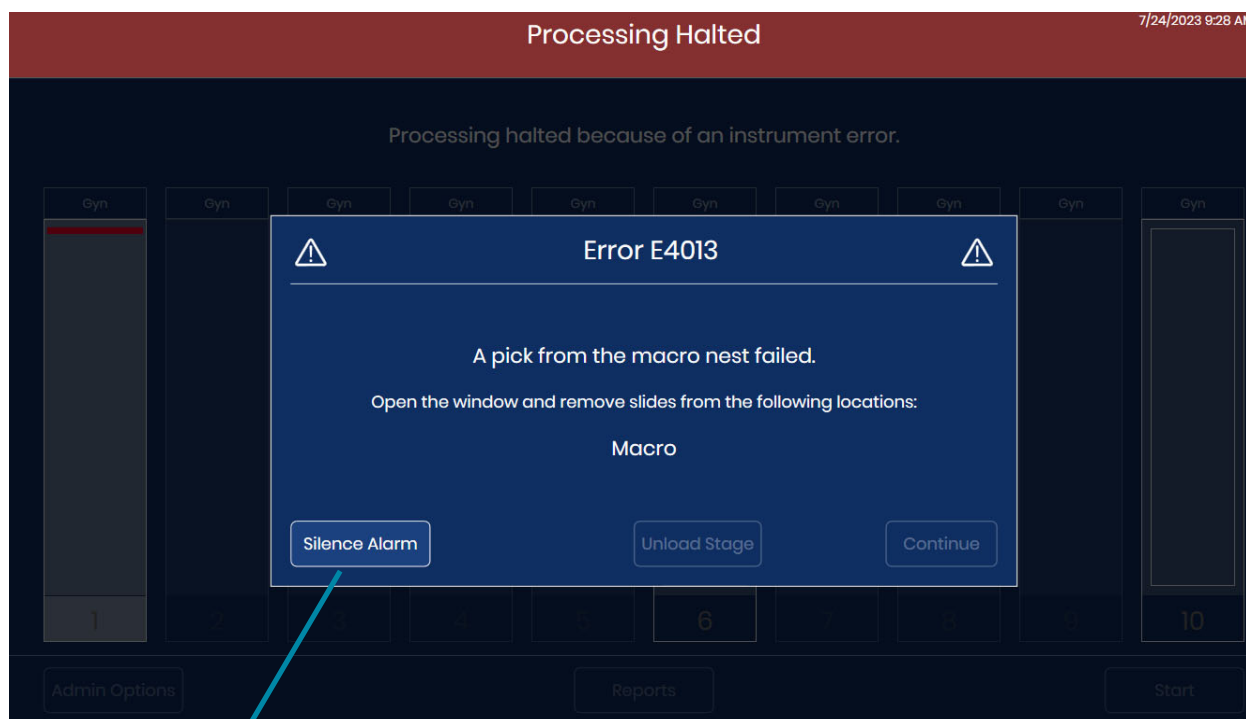 Processing Halted
7/24/2023 9:28 AM
Processing halted because of an instrument error.
Gyn Gyn Gyn Gyn Gyn Gyn Gyn Gyn Gyn Gyn
Error E4013
A pick from the macro nest failed.
Open the window and remove slides from the following locations:
Macro
Silence Alarm Unload Stage Continue
1 2 3 4 5 6 7 8 9 10
Admin Options Reports Start